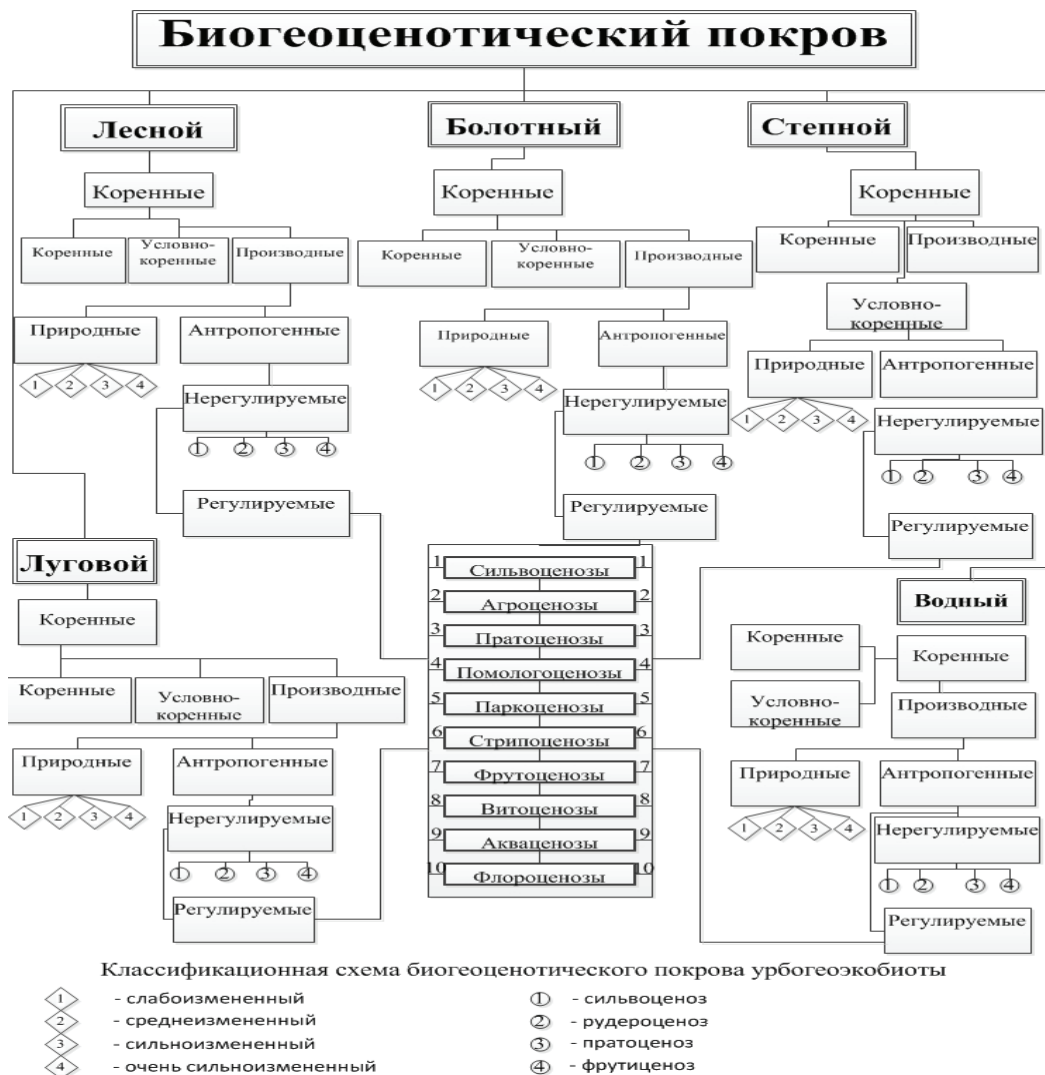 Биогеоценотический покров
Лесной
Болотный
Степной
Коренные
Коренные
Коренные
Коренные
Условно-
коренные
Производные
Коренные
Условно-
коренные
Производные
Коренные
Производные
Условно-
коренные
Природные
Антропогенные
Природные
Антропогенные
Природные
Антропогенные
1 2 3 4
1 2 3 4
1 2 3 4
Нерегулируемые
Нерегулируемые
Нерегулируемые
1 2 3 4
1 2 3 4
1 2 3 4
Регулируемые
Регулируемые
Регулируемые
Луговой
Коренные
Коренные
Условно-
коренные
Производные
Природные
Антропогенные
1 2 3 4
Нерегулируемые
1 2 3 4
Регулируемые
1 Сильвоценозы 1
2 Агроценозы 2
3 Пратоценозы 3
4 Помологоценозы 4
5 Паркоценозы 5
6 Стрипоценозы 6
7 Фрутоценозы 7
8 Витоценозы 8
9 Акваценозы 9
10 Флороценозы 10
Водный
Коренные
Коренные
Условно-
коренные
Производные
Природные
Антропогенные
1 2 3 4
Нерегулируемые
1 2 3 4
Регулируемые
Классификационная схема биогеоценотического покрова урбогеоэкобиоты
1 - слабоизмененный
2 - среднеизмененный
3 - сильноизмененный
4 - очень сильноизмененный
1 - сильвоценоз
2 - рудероценоз
3 - пратоценоз
4 - фрутиценоз